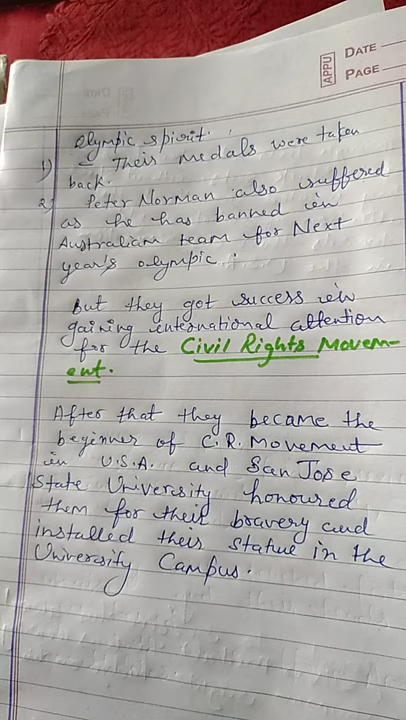 APPU
DATE
PAGE
Olympic spirit.
1) - Their medals were taken
back.
2) Peter Norman also suffered
as he has banned in
Australian team for Next
year's olympic.
But they got success in
gaining international attention
for the Civil Rights Movem-
ent.
After that they became the
beginner of C.R. Movement
in U.S.A. and San Jose
State University honoured
them for their bravery and
installed their statue in the
University Campus.